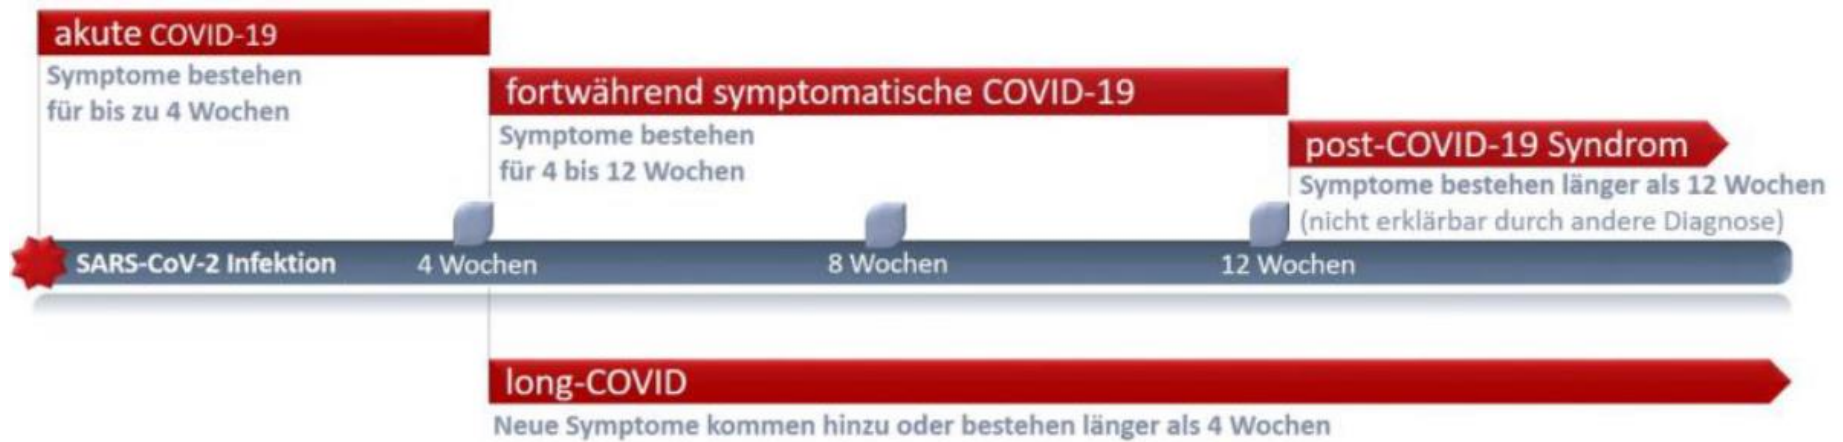 akute COVID-19
Symptome bestehen
für bis zu 4 Wochen
fortwährend symptomatische COVID-19
Symptome bestehen
für 4 bis 12 Wochen
post-COVID-19 Syndrom
Symptome bestehen länger als 12 Wochen
(nicht erklärbar durch andere Diagnose)
SARS-CoV-2 Infektion 4 Wochen 8 Wochen 12 Wochen
long-COVID
Neue Symptome kommen hinzu oder bestehen länger als 4 Wochen